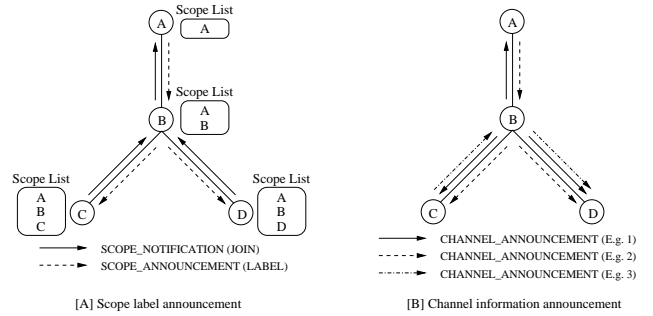 Scope List
A
A
Scope List
A
B
B
Scope List
A
B
C
C
Scope List
A
B
D
D
SCOPE_NOTIFICATION (JOIN)
SCOPE_ANNOUNCEMENT (LABEL)
[A] Scope label announcement
A
B
C
D
CHANNEL_ANNOUNCEMENT (E.g. 1)
CHANNEL_ANNOUNCEMENT (E.g. 2)
CHANNEL_ANNOUNCEMENT (E.g. 3)
[B] Channel information announcement